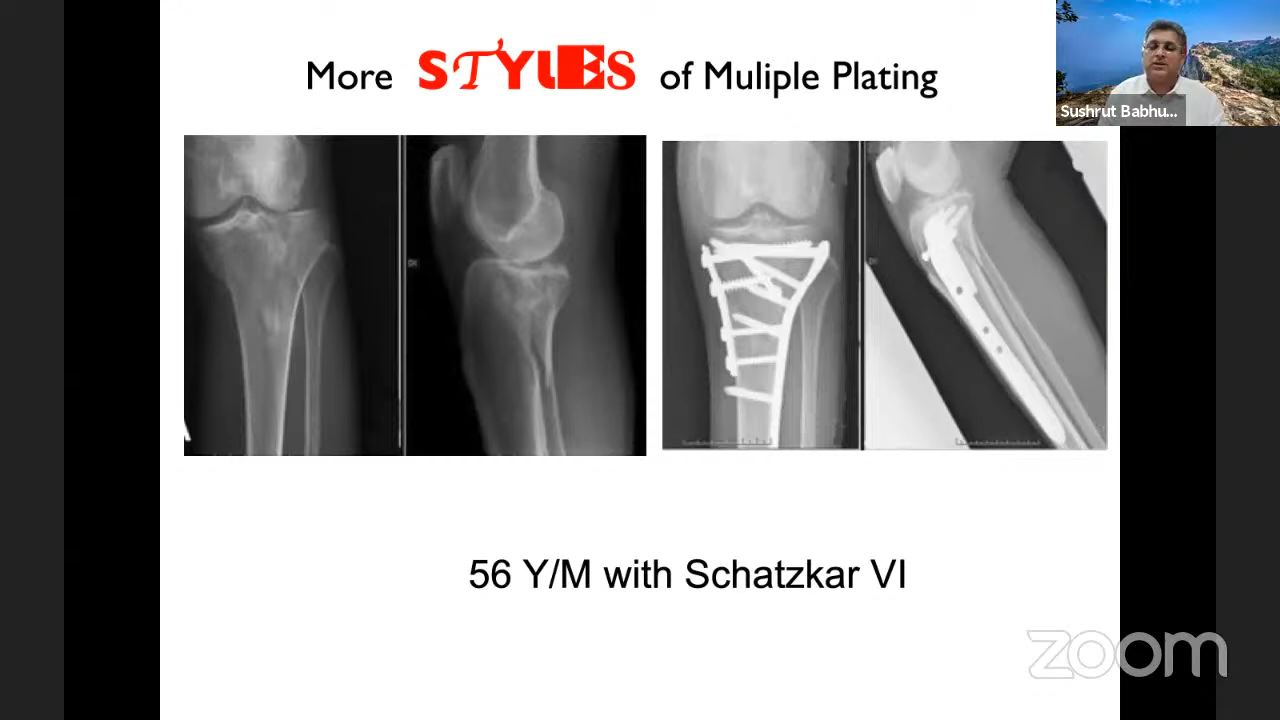 More STYLES of Muliple Plating
Sushrut Babhu...
56 Y/M with Schatzkar VI
zoom